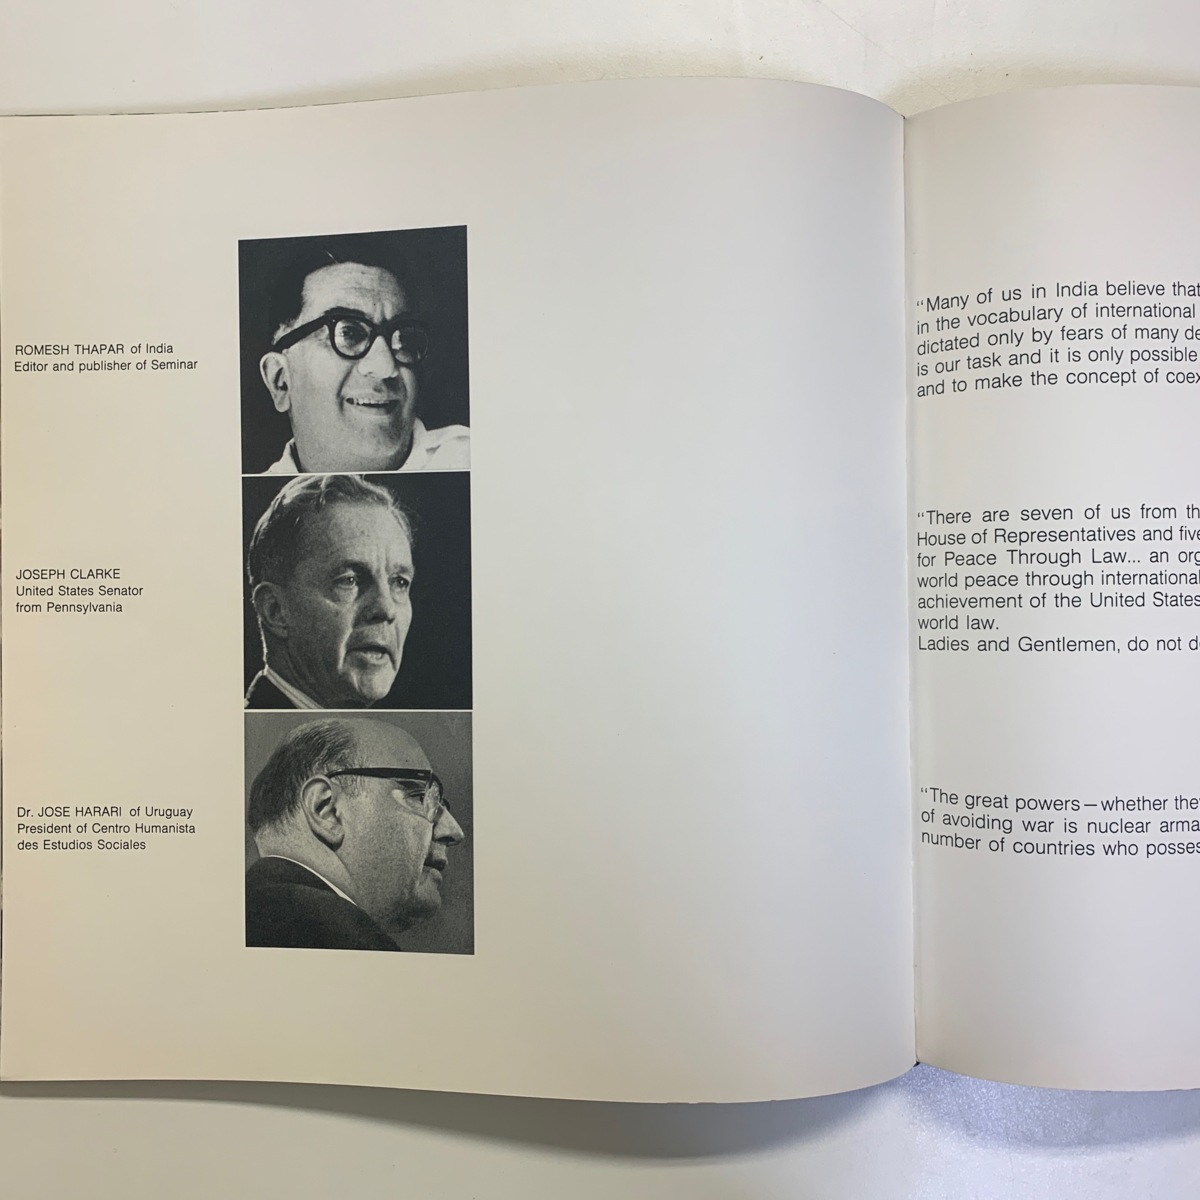 ROMESH THAPAR of India
Editor and publisher of Seminar
JOSEPH CLARKE
United States Senator
from Pennsylvania
Dr. JOSE HARARI of Uruguay
President of Centro Humanista
des Estudios Sociales
“Many of us in India believe that
in the vocabulary of international
dictated only by fears of many
is our task and it is only possible
and to make the concept of
“There are seven of us from
House of Representatives and
for Peace Through Law... an
world peace through international
achievement of the United States
world law.
Ladies and Gentlemen, do not
“The great powers—whether
of avoiding war is nuclear
number of countries who